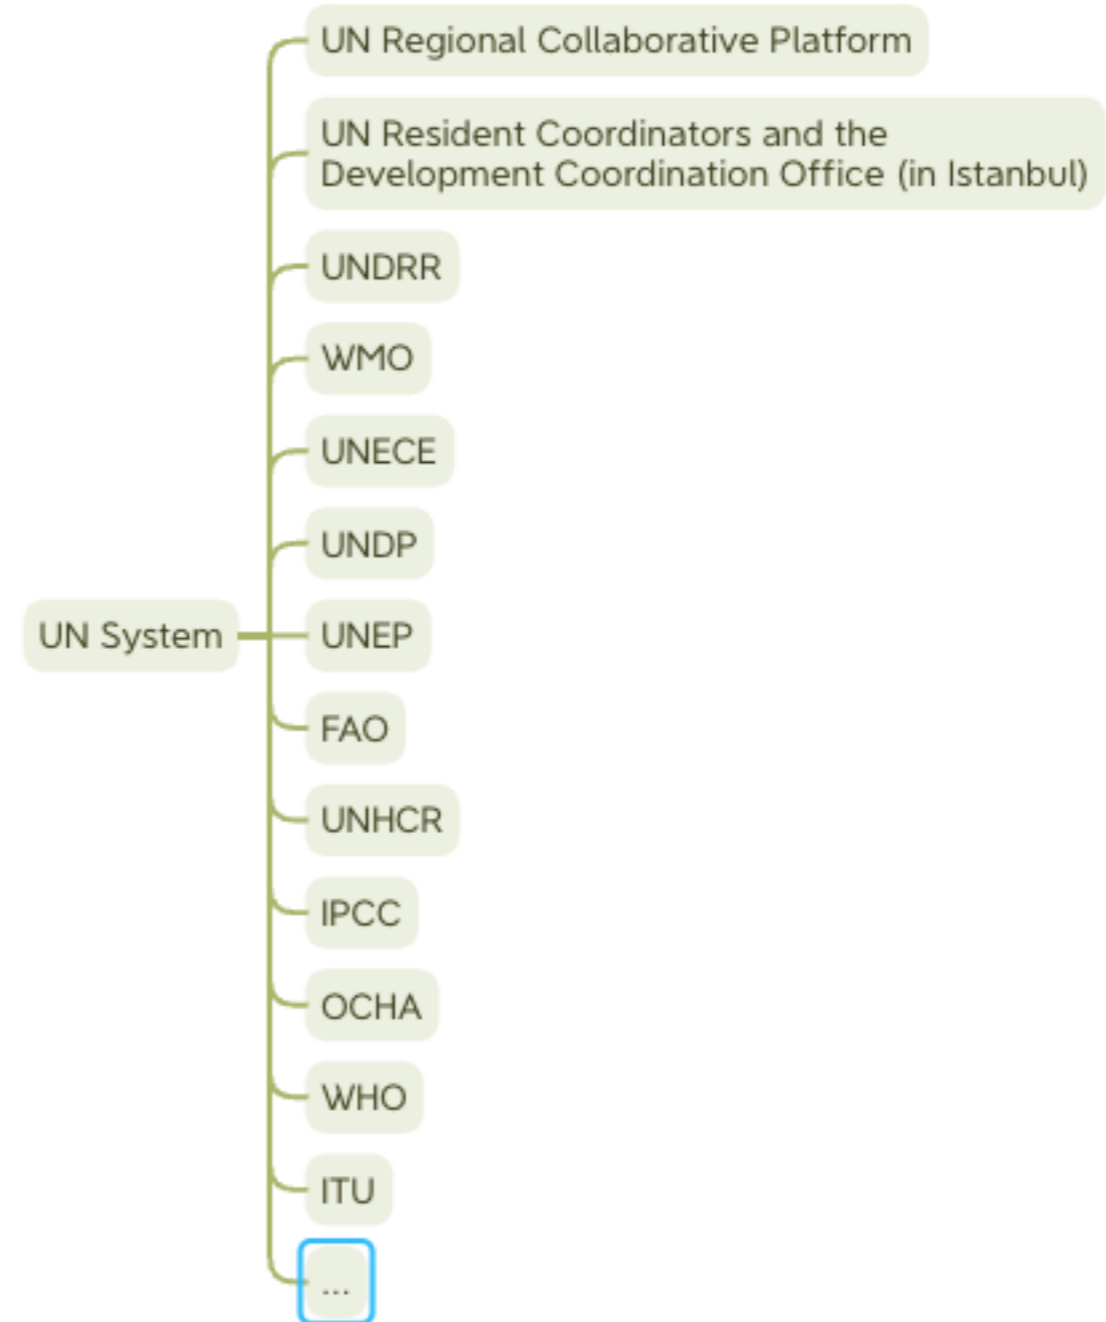 UN Regional Collaborative Platform
UN Resident Coordinators and the
Development Coordination Office (in Istanbul)
UNDRR
WMO
UNECE
UNDP
UN System
UNEP
FAO
UNHCR
IPCC
OCHA
WHO
ITU
...